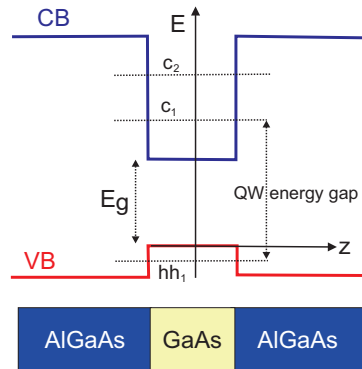 CB
E
c2
c1
Eg
QW energy gap
z
VB
hh1
AlGaAs GaAs AlGaAs